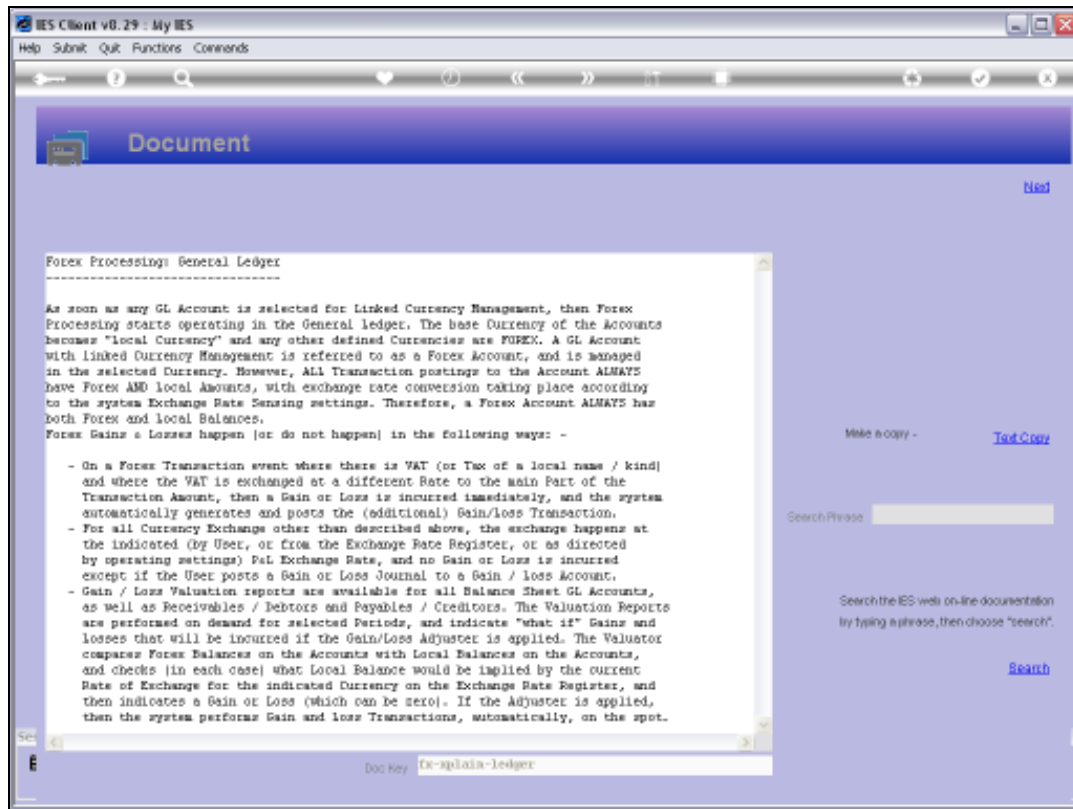 IES Client v8.29 : My IES
Help Submit Quit Functions Commands
Document
Next
Forex Processing: General Ledger
--------------------------------
As soon as any GL Account is selected for Linked Currency Management, then Forex
Processing starts operating in the General ledger. The base Currency of the Accounts
becomes "local Currency" and any other defined Currencies are FOREX. A GL Account
with linked Currency Management is referred to as a Forex Account, and is managed
in the selected Currency. However, ALL Transaction postings to the Account ALWAYS
have Forex AND local Amounts, with exchange rate conversion taking place according
to the system Exchange Rate Sensing settings. Therefore, a Forex Account ALWAYS has
both Forex and local Balances.
Forex Gains & Losses happen (or do not happen) in the following ways: -
- On a Forex Transaction event where there is VAT (or Tax of a local name / kind)
and where the VAT is exchanged at a different Rate to the main Part of the
Transaction Amount, then a Gain or Loss is incurred immediately, and the system
automatically generates and posts the (additional) Gain/loss Transaction.
- For all Currency Exchange other than described above, the exchange happens at
the indicated (by User, or from the Exchange Rate Register, or as directed
by operating settings) P&L Exchange Rate, and no Gain or Loss is incurred
except if the User posts a Gain or Loss Journal to a Gain / loss Account.
- Gain / Loss Valuation reports are available for all Balance Sheet GL Accounts,
as well as Receivables / Debtors and Payables / Creditors. The Valuation Reports
are performed on demand for selected Periods, and indicate "what if" Gains and
losses that will be incurred if the Gain/Loss Adjuster is applied. The Valuator
compares Forex Balances on the Accounts with Local Balances on the Accounts,
and checks (in each case) what Local Balance would be implied by the current
Rate of Exchange for the indicated Currency on the Exchange Rate Register, and
then indicates a Gain or Loss (which can be zero). If the Adjuster is applied,
then the system performs Gain and loss Transactions, automatically, on the spot.
Make a copy -
Text Copy
Search Phrase
Search the IES web on-line documentation
by typing a phrase, then choose "search".
Search
Doc Key fx-xplain-ledger